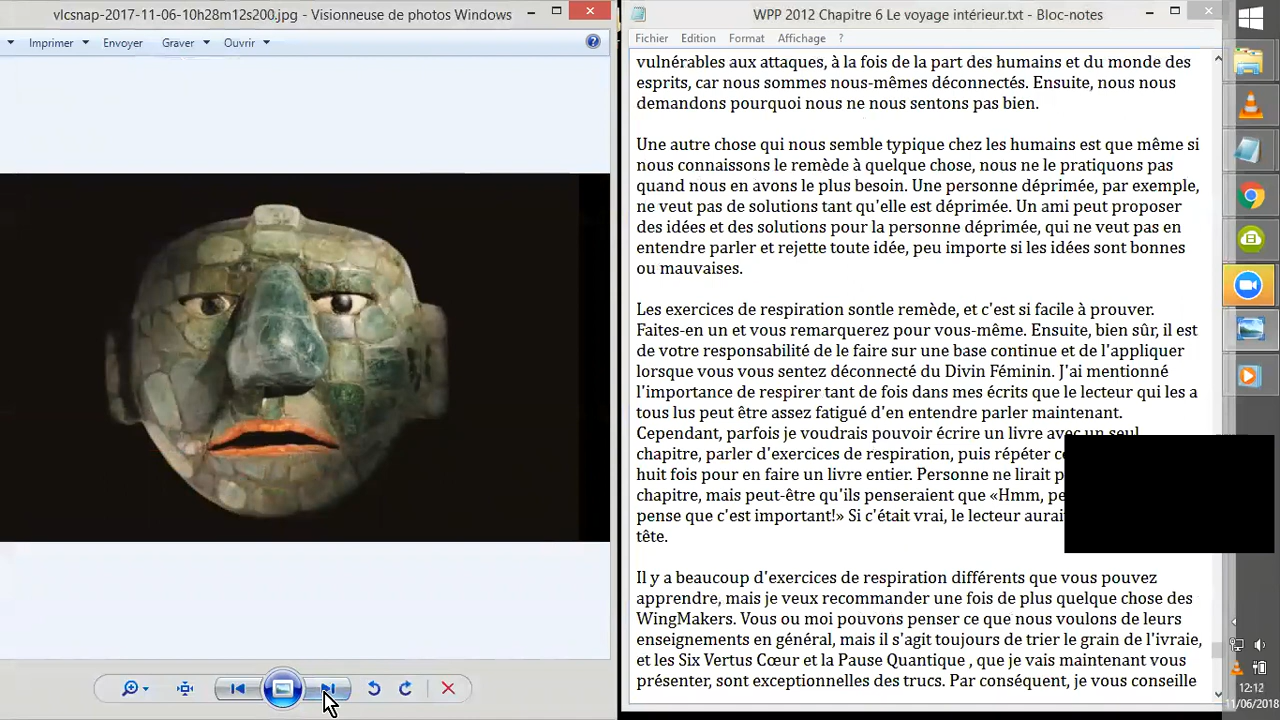 vlcsnap-2017-11-06-10h28m12s200.jpg - Visionneuse de photos Windows
Imprimer Envoyer Graver Ouvrir
WPP 2012 Chapitre 6 Le voyage intérieur.txt - Bloc-notes
Fichier Edition Format Affichage ?
vulnérables aux attaques, à la fois de la part des humains et du monde des
esprits, car nous sommes nous-mêmes déconnectés. Ensuite, nous nous
demandons pourquoi nous ne nous sentons pas bien.
Une autre chose qui nous semble typique chez les humains est que même si
nous connaissons le remède à quelque chose, nous ne le pratiquons pas
quand nous en avons le plus besoin. Une personne déprimée, par exemple,
ne veut pas de solutions tant qu'elle est déprimée. Un ami peut proposer
des idées et des solutions pour la personne déprimée, qui ne veut pas en
entendre parler et rejette toute idée, peu importe si les idées sont bonnes
ou mauvaises.
Les exercices de respiration sontle remède, et c'est si facile à prouver.
Faites-en un et vous remarquerez pour vous-même. Ensuite, bien sûr, il est
de votre responsabilité de le faire sur une base continue et de l'appliquer
lorsque vous vous sentez déconnecté du Divin Féminin. J'ai mentionné
l'importance de respirer tant de fois dans mes écrits que le lecteur qui les a
tous lus peut être assez fatigué d'en entendre parler maintenant.
Cependant, parfois je voudrais pouvoir écrire un livre avec un seul
chapitre, parler d'exercices de respiration, puis répéter
huit fois pour en faire un livre entier. Personne ne lirait
chapitre, mais peut-être qu'ils penseraient que «Hmm,
pense que c'est important!» Si c'était vrai, le lecteur
tête.
Il y a beaucoup d'exercices de respiration différents que vous pouvez
apprendre, mais je veux recommander une fois de plus quelque chose des
WingMakers. Vous ou moi pouvons penser ce que nous voulons de leurs
enseignements en général, mais il s'agit toujours de trier le grain de l'ivraie,
et les Six Vertus Cœur et la Pause Quantique , que je vais maintenant vous
présenter, sont exceptionnelles des trucs. Par conséquent, je vous conseille
12:12
11/06/2018